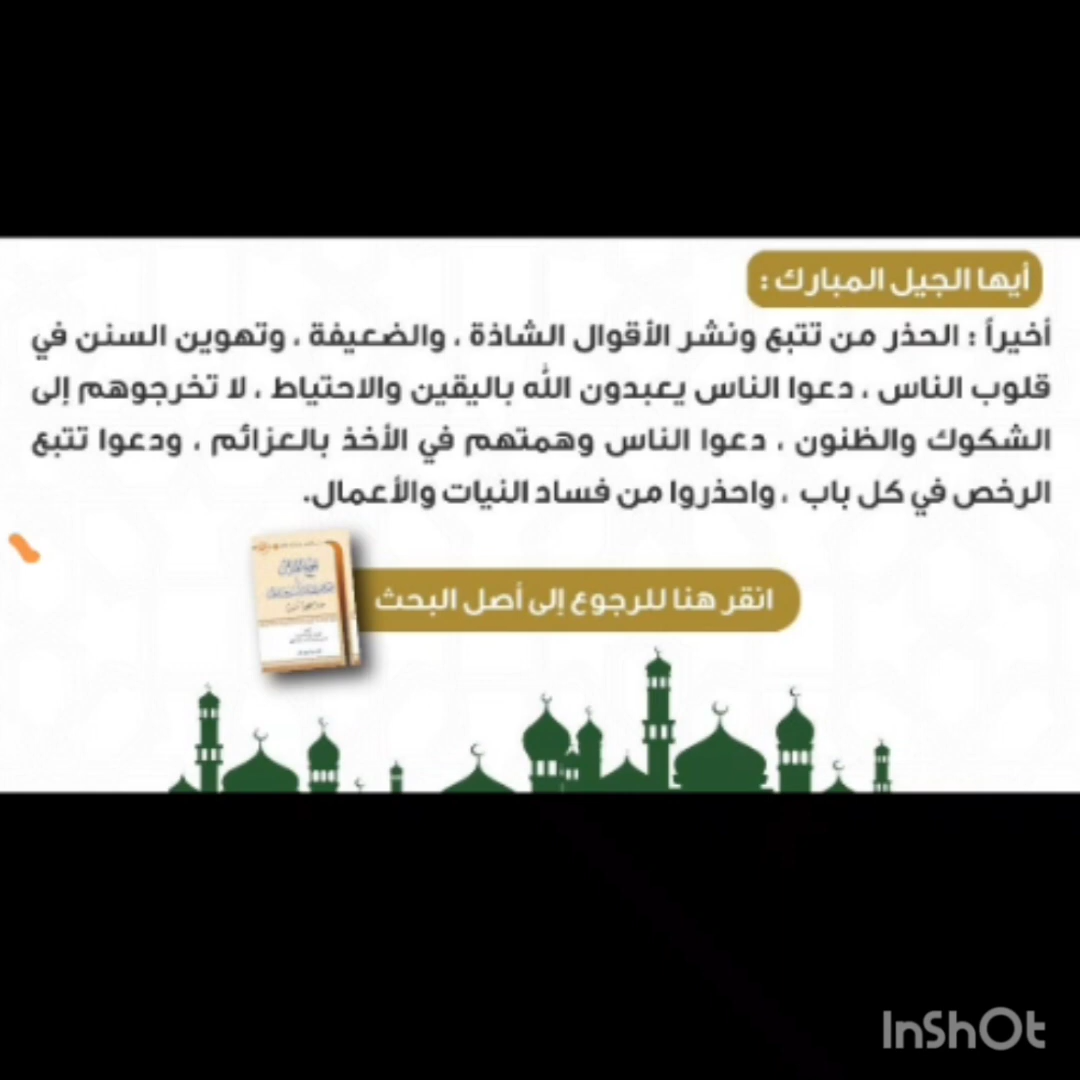 أيها الجيل المبارك :
أخيراً : الحذر من تتبع ونشر الأقوال الشاذة ، والضعيفة ، وتهوين السنن في
قلوب الناس ، دعوا الناس يعبدون الله باليقين والاحتياط ، لا تخرجوهم إلى
الشكوك والظنون ، دعوا الناس وهمتهم في الأخذ بالعزائم ، ودعوا تتبع
الرخص في كل باب ، واحذروا من فساد النيات والأعمال.
انقر هنا للرجوع إلى أصل البحث
InShOt